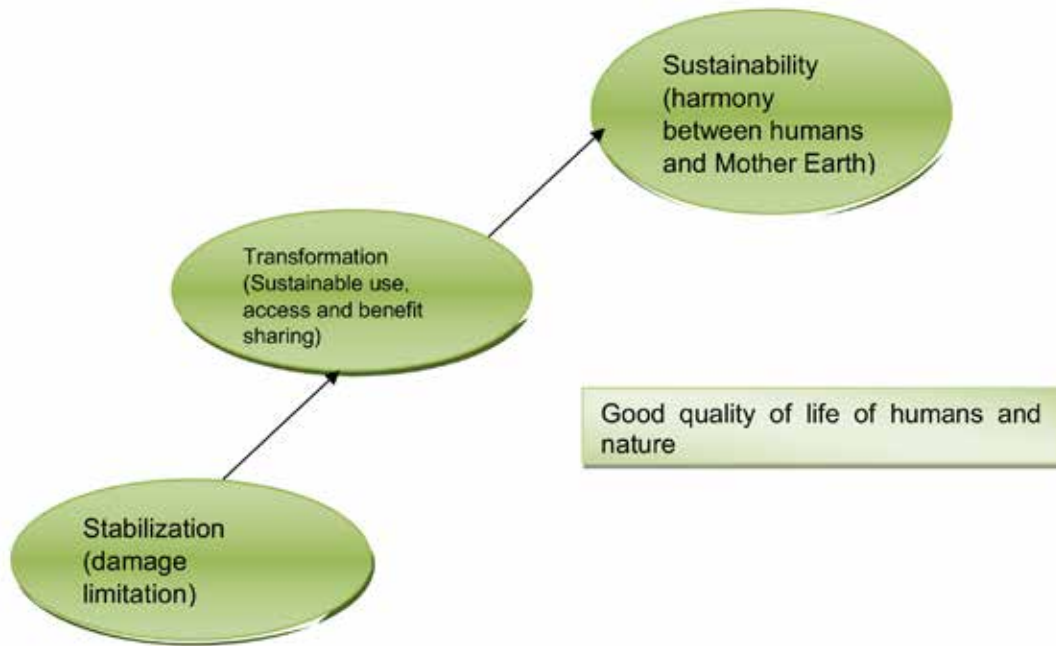 Sustainability
(harmony
between humans
and Mother Earth)
Transformation
(Sustainable use,
access and benefit
sharing)
Good quality of life of humans and
nature
Stabilization
(damage
limitation)